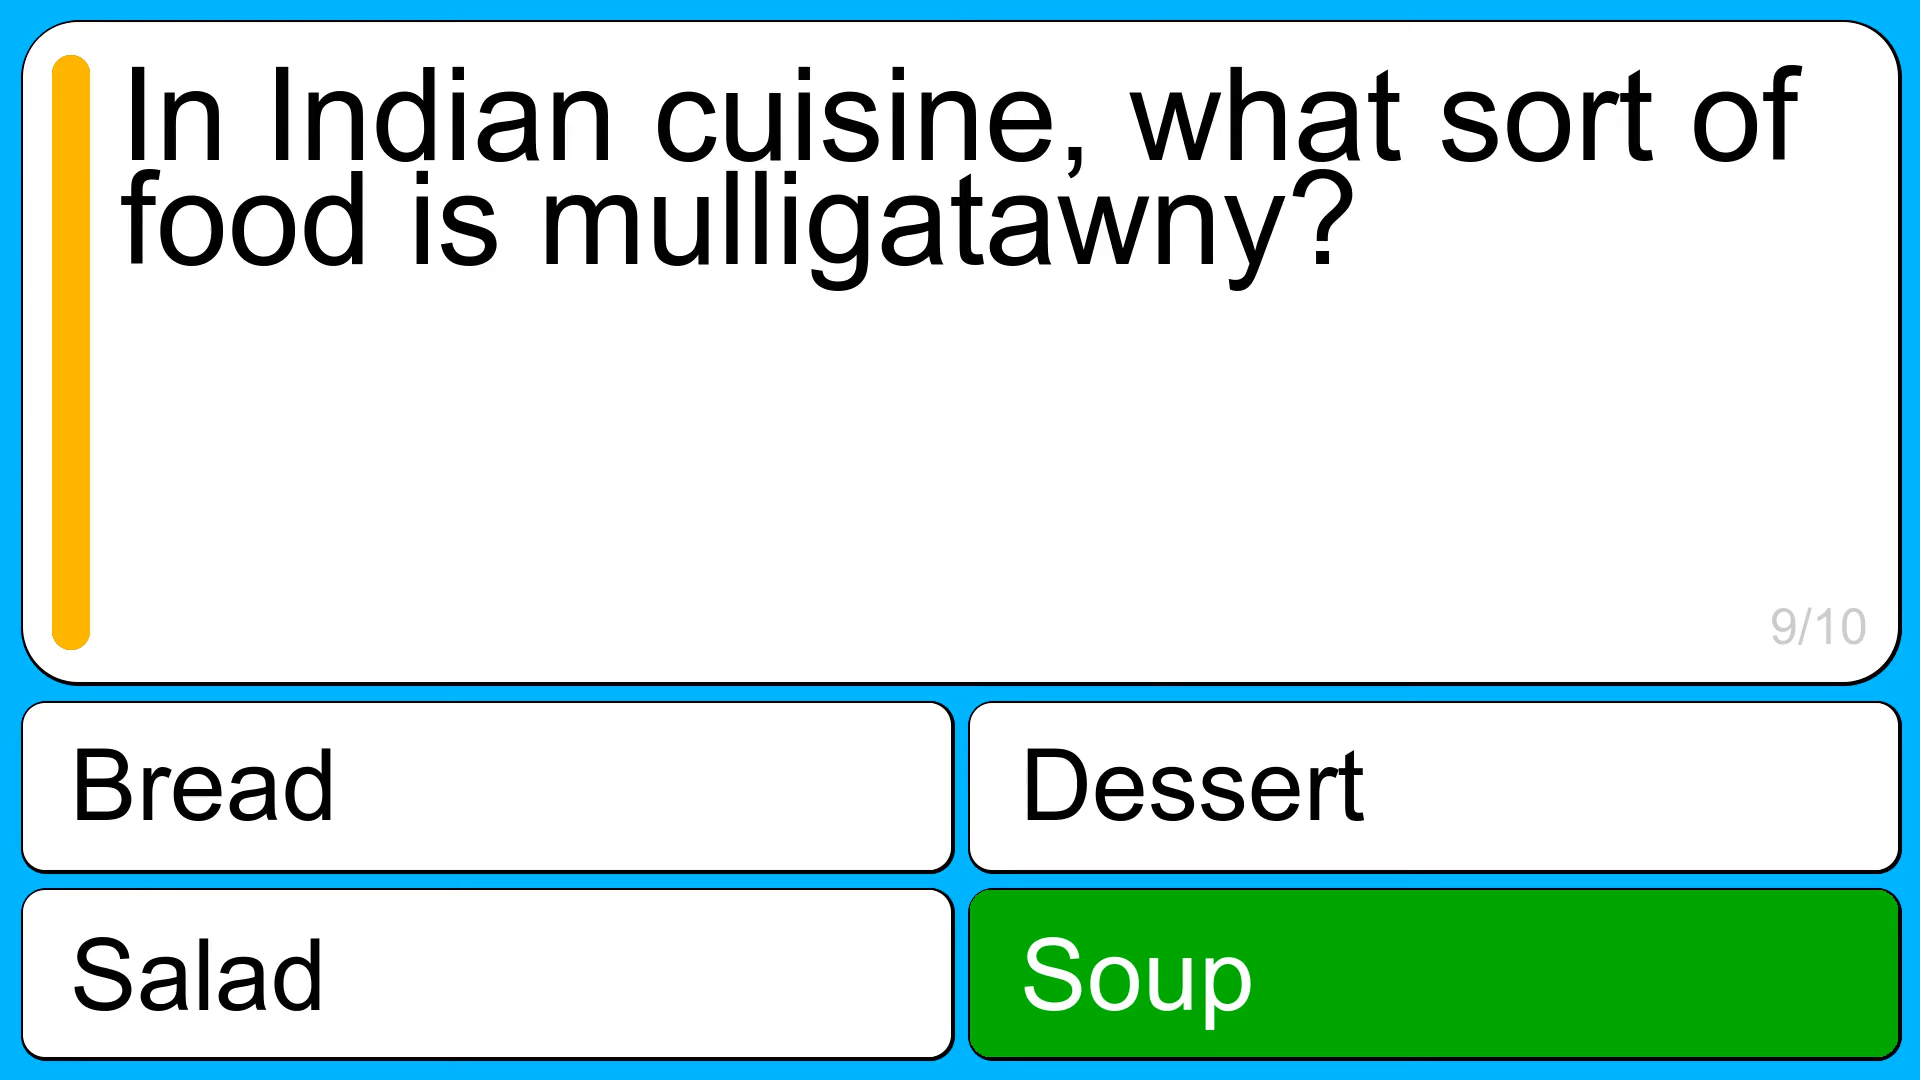 In Indian cuisine, what sort of
food is mulligatawny?
9/10
Bread
Dessert
Salad
Soup